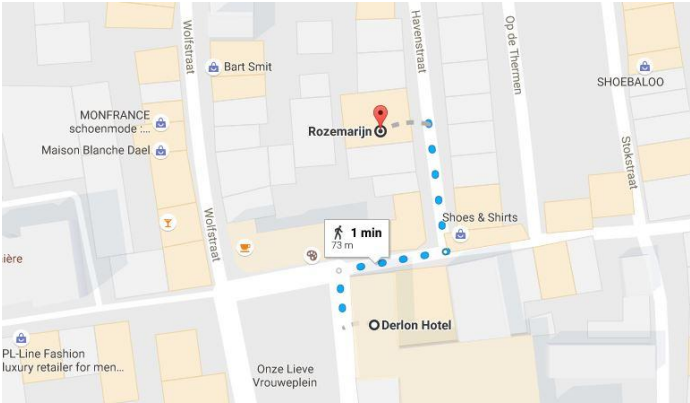 Wolfstraat
Havenstraat
Op de Thermen
Bart Smit
SHOEBALOO
MONFRANCE
schoenmode :...
Rozemarijn
Maison Blanche Dael
Stokstraat
Wolfstraat
Shoes & Shirts
1 min
73 m
ière
Derlon Hotel
PL-Line Fashion
luxury retailer for men...
Onze Lieve
Vrouweplein